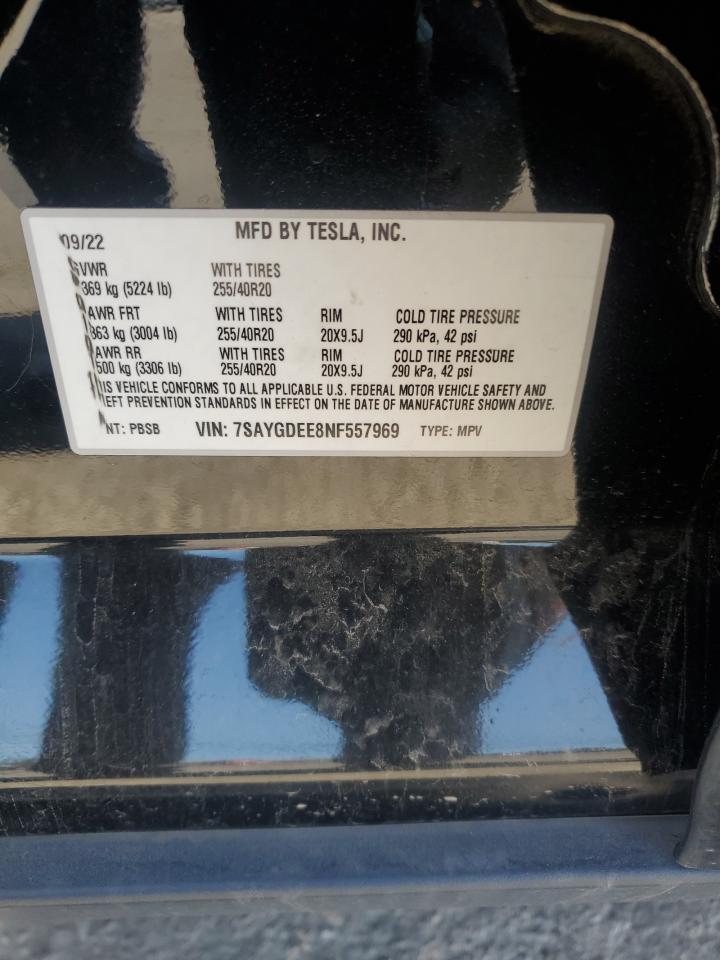 09/22 MFD BY TESLA, INC.
GVWR WITH TIRES
369 kg (5224 lb) 255/40R20
AWR FRT WITH TIRES RIM COLD TIRE PRESSURE
363 kg (3004 lb) 255/40R20 20X9.5J 290 kPa, 42 psi
AWR RR WITH TIRES RIM COLD TIRE PRESSURE
500 kg (3306 lb) 255/40R20 20X9.5J 290 kPa, 42 psi
HIS VEHICLE CONFORMS TO ALL APPLICABLE U.S. FEDERAL MOTOR VEHICLE SAFETY AND
HEFT PREVENTION STANDARDS IN EFFECT ON THE DATE OF MANUFACTURE SHOWN ABOVE.
NT: PBSB VIN: 7SAYGDEE8NF557969 TYPE: MPV